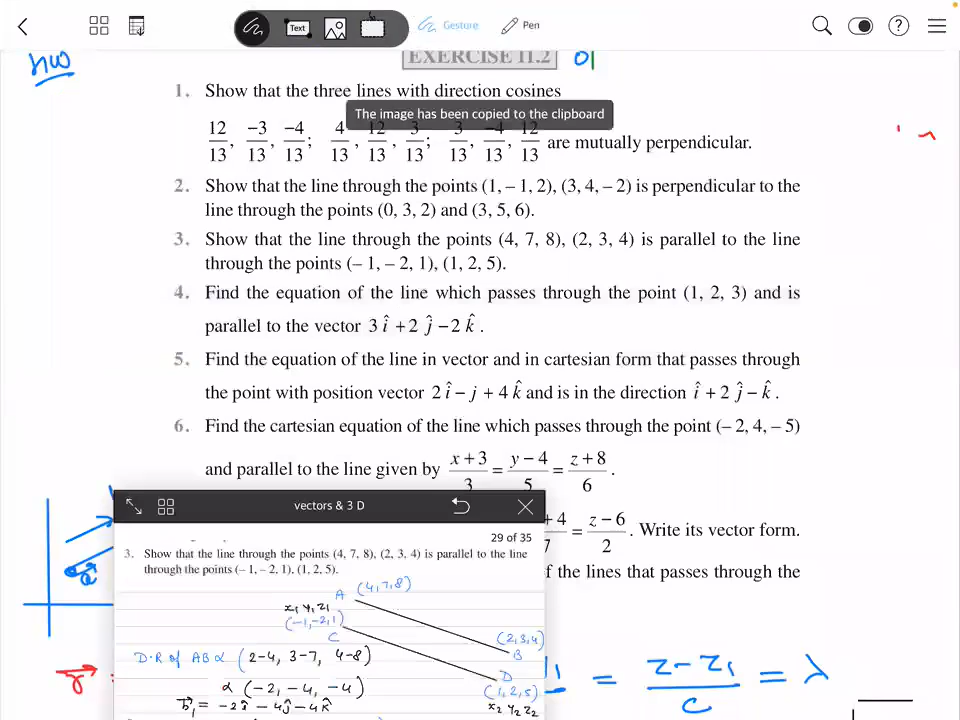 Text Gesture Pen
EXERCISE 11.2
hw
1. Show that the three lines with direction cosines
The image has been copied to the clipboard
12/13, −3/13, −4/13; 4/13, 12/13, 3/13; 3/13, −4/13, 12/13 are mutually perpendicular.
2. Show that the line through the points (1, – 1, 2), (3, 4, – 2) is perpendicular to the
line through the points (0, 3, 2) and (3, 5, 6).
3. Show that the line through the points (4, 7, 8), (2, 3, 4) is parallel to the line
through the points (– 1, – 2, 1), (1, 2, 5).
4. Find the equation of the line which passes through the point (1, 2, 3) and is
parallel to the vector 3 î + 2 ĵ − 2 k̂ .
5. Find the equation of the line in vector and in cartesian form that passes through
the point with position vector 2 î − j + 4 k̂ and is in the direction î + 2 ĵ − k̂ .
6. Find the cartesian equation of the line which passes through the point (– 2, 4, – 5)
and parallel to the line given by (x + 3)/3 = (y − 4)/5 = (z + 8)/6 .
+ 4/7 = (z − 6)/2 . Write its vector form.
f the lines that passes through the
vectors & 3 D
29 of 35
3. Show that the line through the points (4, 7, 8), (2, 3, 4) is parallel to the line
through the points (– 1, – 2, 1), (1, 2, 5).
A (4,7,8)
x₁ y₁ z₁
(-1,-2,1)
C
(2,3,4)
B
D
(1,2,5)
x₂ y₂ z₂
D·R of AB α (2-4, 3-7, 4-8)
α (-2, -4, -4)
b⃗₁ = -2î - 4ĵ - 4k̂
a⃗
r⃗
= (z - z₁)/c = λ